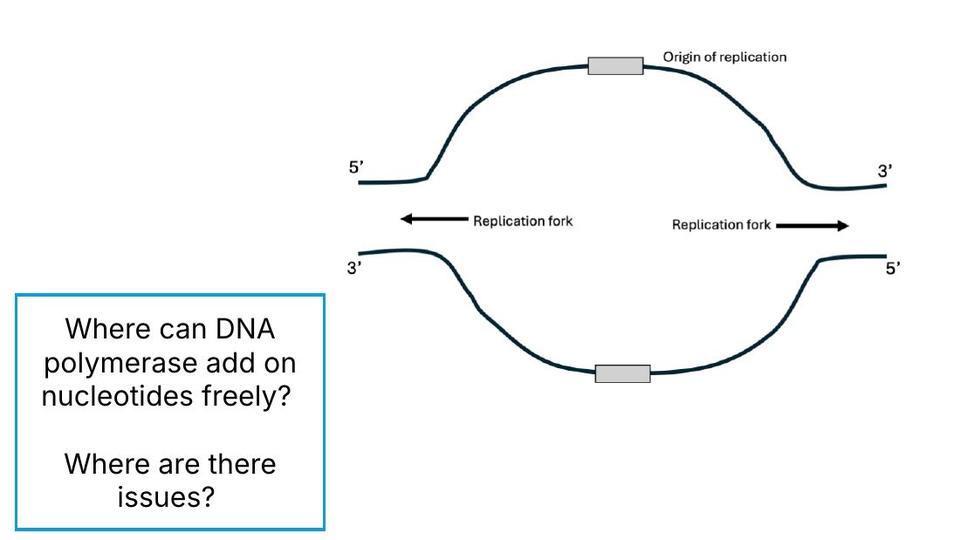 Origin of replication
5’
3’
Replication fork
Replication fork
3’
5’
Where can DNA
polymerase add on
nucleotides freely?
Where are there
issues?